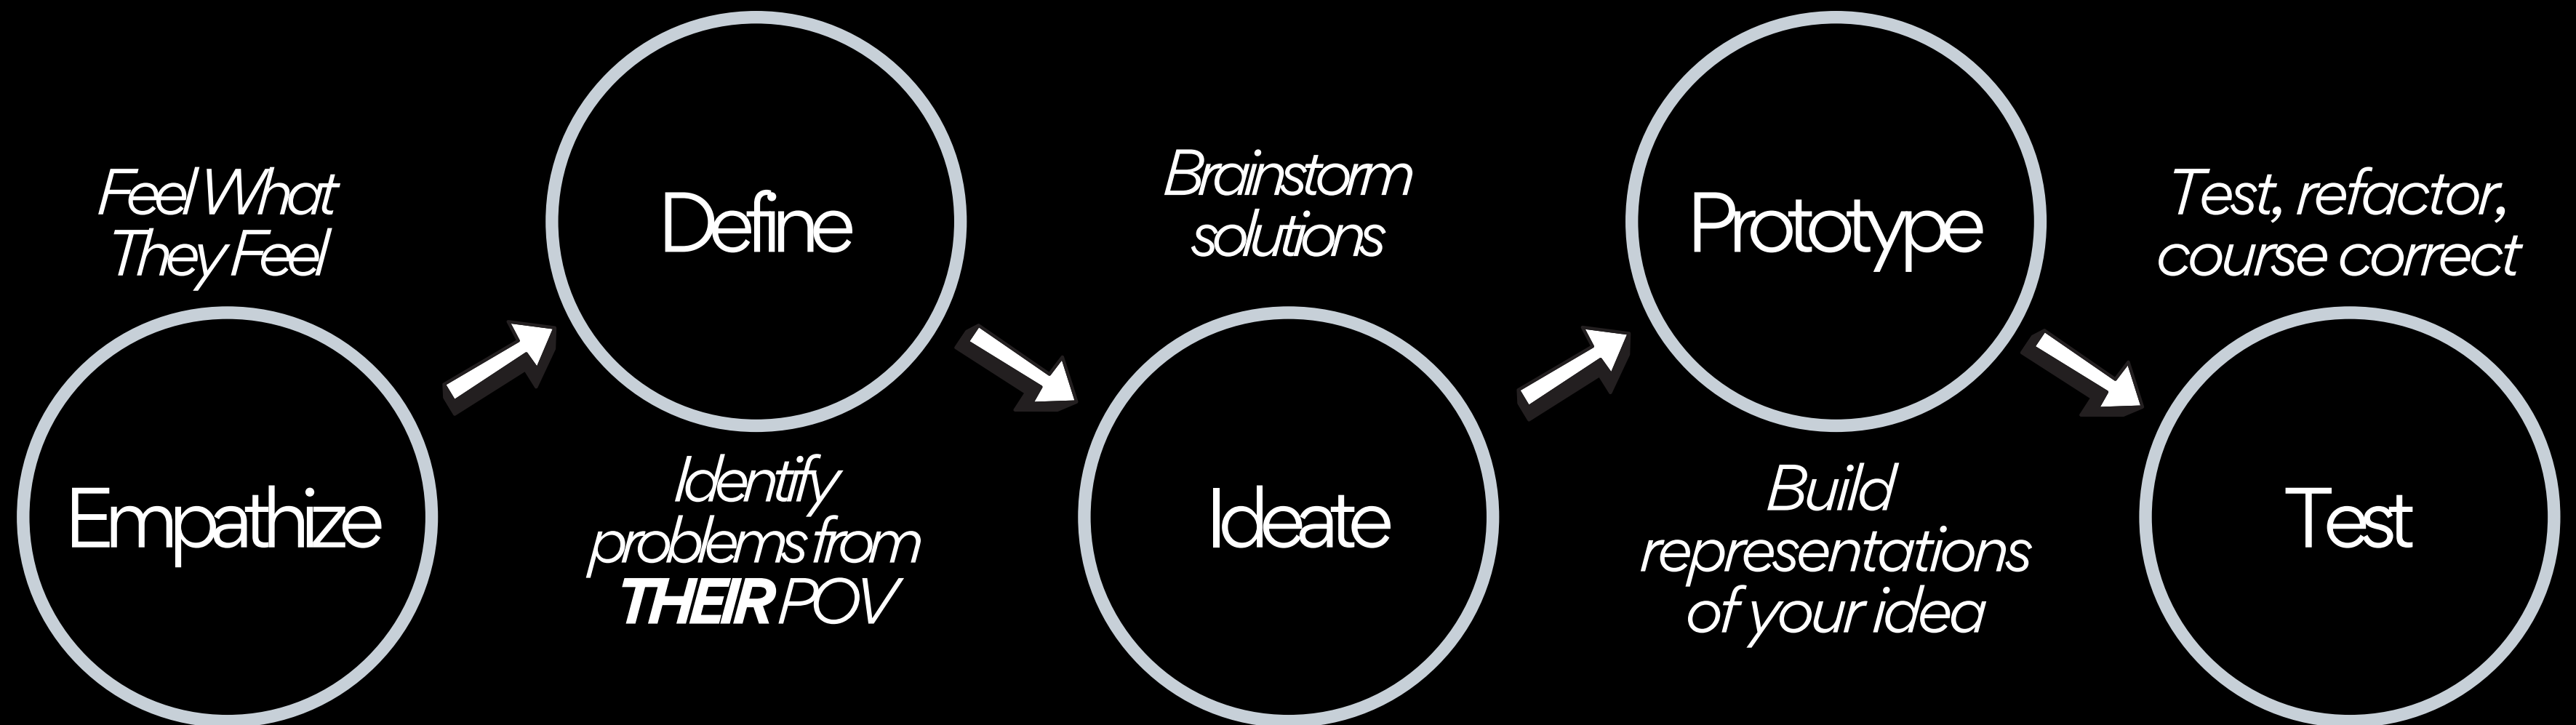 Feel What
They Feel
Empathize
Define
Identify
problems from
THEIR POV
Brainstorm
solutions
Ideate
Prototype
Build
representations
of your idea
Test, refactor,
course correct
Test